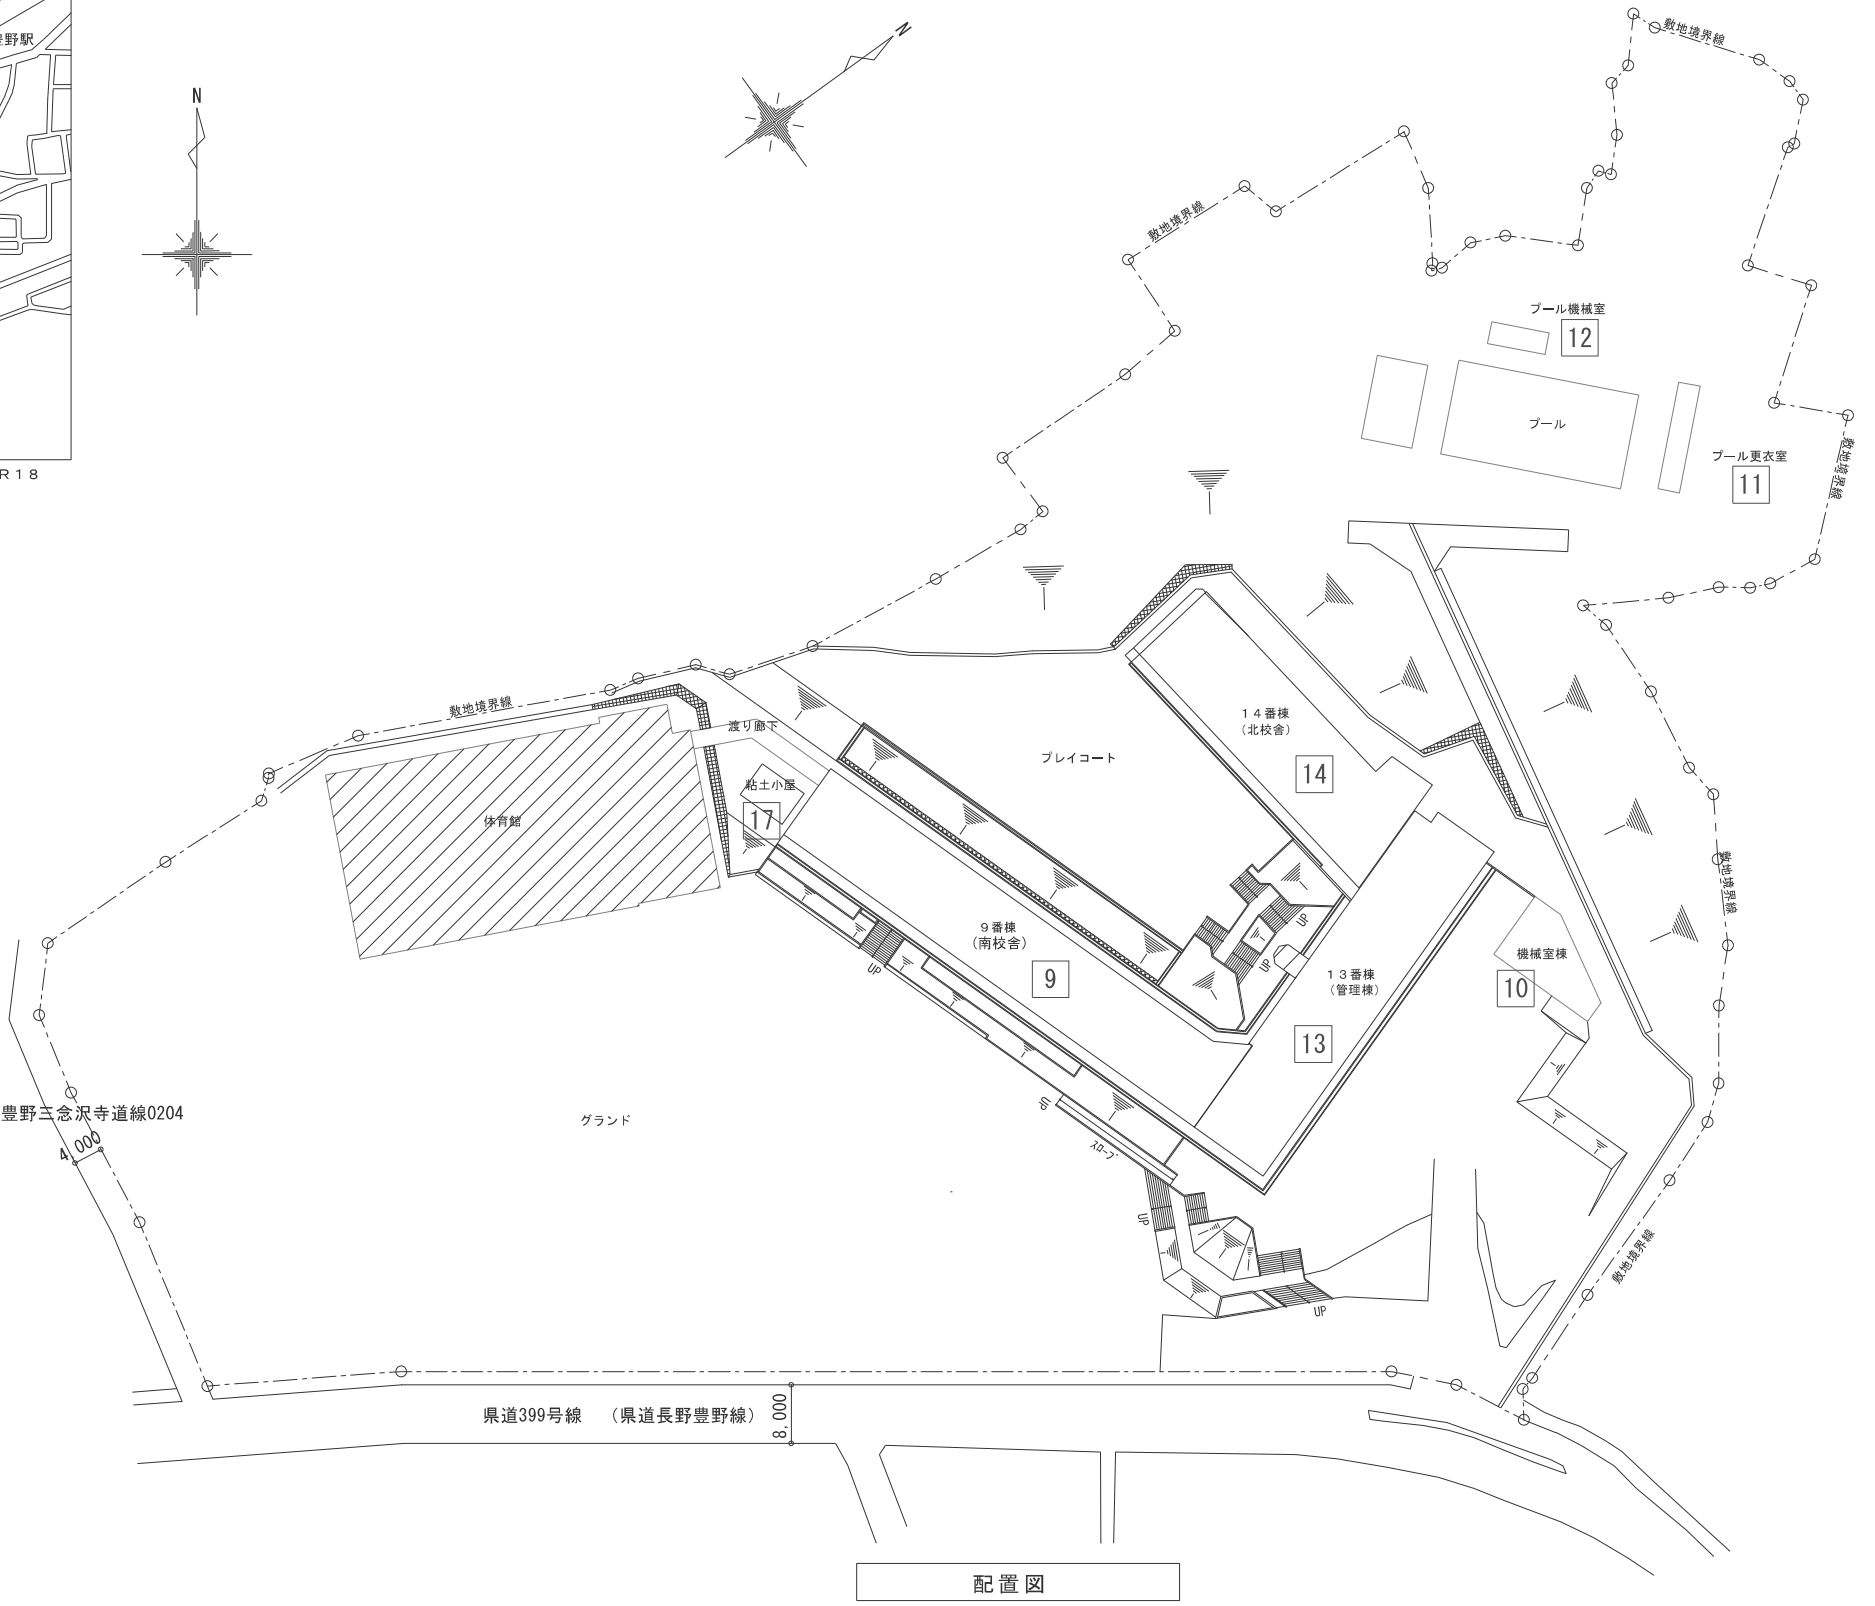 豊野駅
R18
N
N
敷地境界線
敷地境界線
プール機械室
12
プール
プール更衣室
11
敷地境界線
敷地境界線
渡り廊下
粘土小屋
17
体育館
プレイコート
14番棟
(北校舎)
14
9番棟
(南校舎)
9
UP
UP
UP
13番棟
(管理棟)
13
機械室棟
10
敷地境界線
UP
スロープ
UP
UP
グランド
豊野三念沢寺道線0204
4,000
敷地境界線
県道399号線 (県道長野豊野線)
8,000
配置図